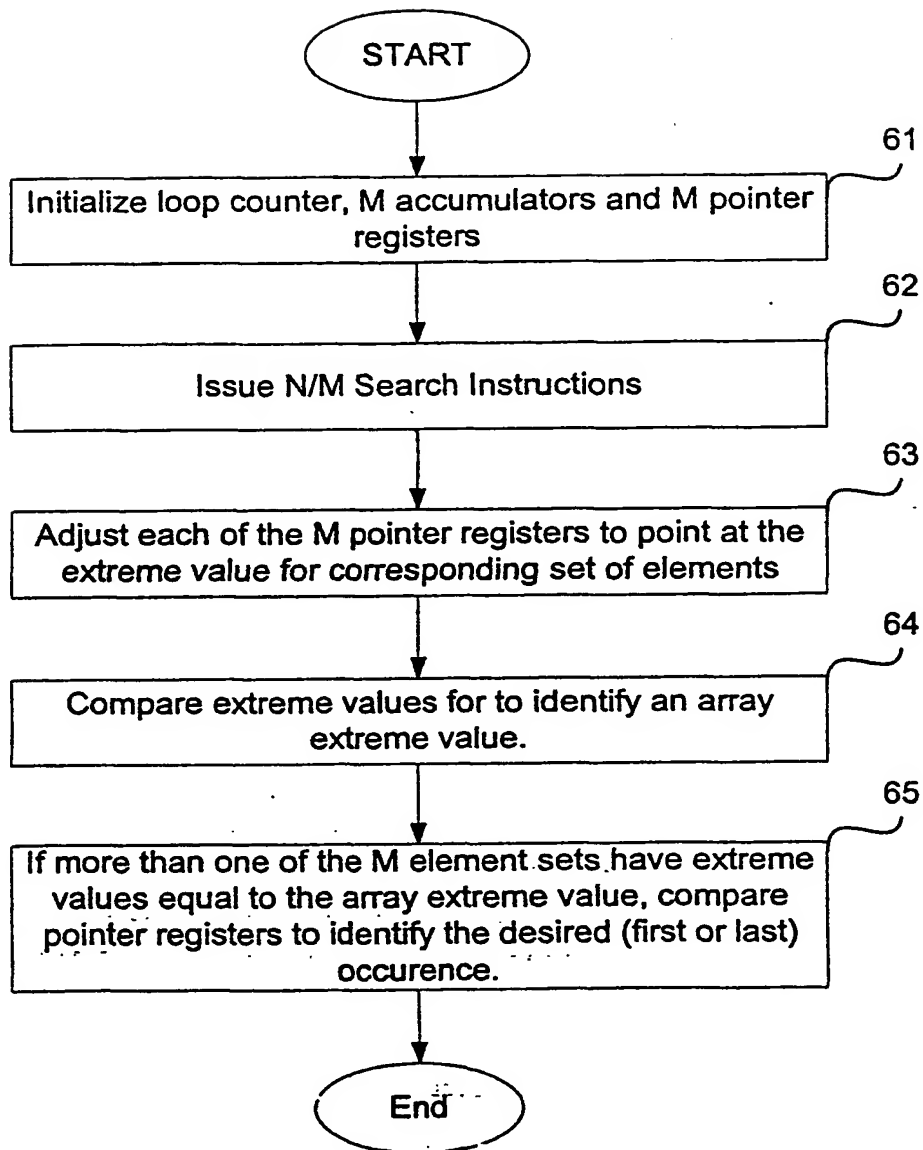 START
61
Initialize loop counter, M accumulators and M pointer
registers
62
Issue N/M Search Instructions
63
Adjust each of the M pointer registers to point at the
extreme value for corresponding set of elements
64
Compare extreme values for to identify an array
extreme value.
65
If more than one of the M element sets have extreme
values equal to the array extreme value, compare
pointer registers to identify the desired (first or last)
occurence.
End